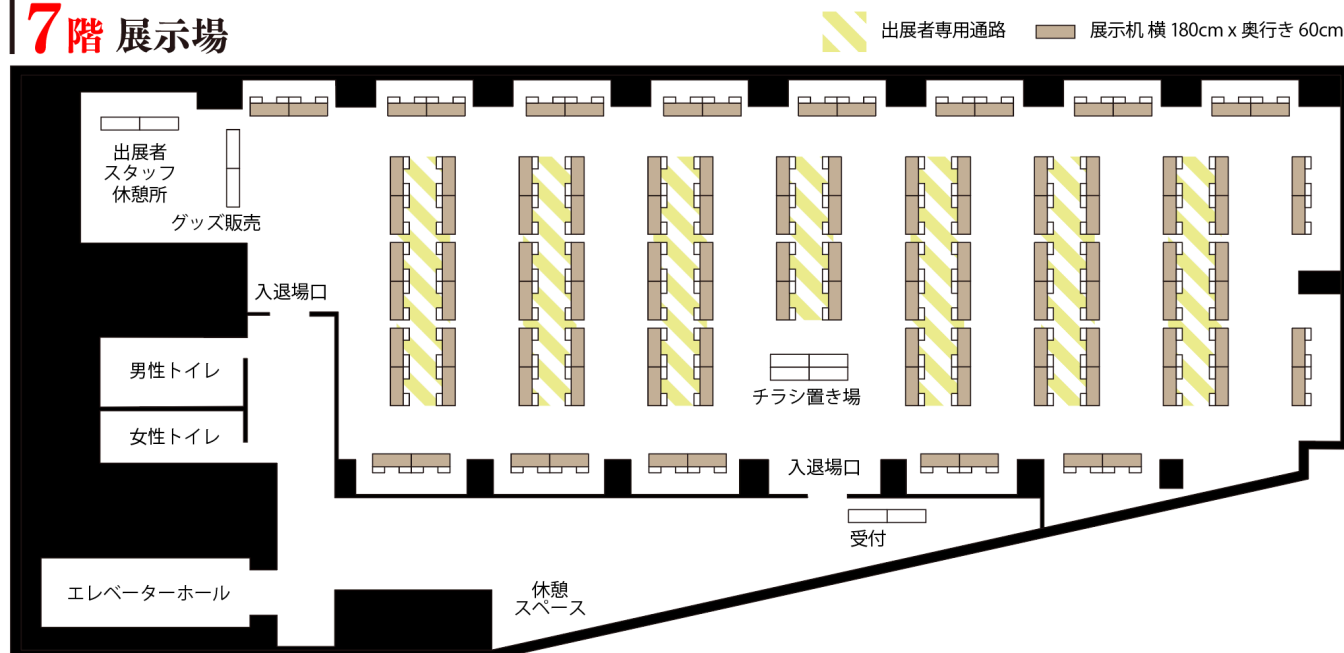 7階 展示場
出展者専用通路
展示机 横 180cm x 奥行き 60cm
出展者
スタッフ
休憩所
グッズ販売
入退場口
男性トイレ
チラシ置き場
女性トイレ
入退場口
受付
エレベーターホール
休憩
スペース